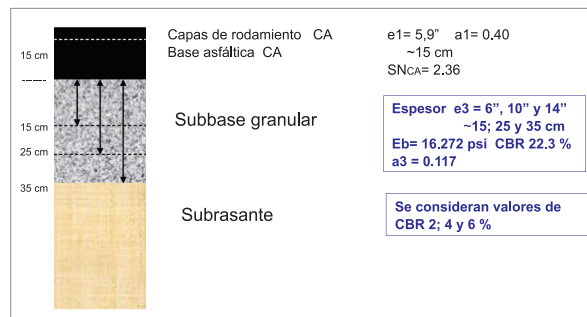 Capas de rodamiento CA
Base asfáltica CA
e1= 5,9” a1= 0.40
~15 cm
SNCA= 2.36
15 cm
Subbase granular
15 cm
25 cm
35 cm
Espesor e3 = 6”, 10” y 14”
~15; 25 y 35 cm
Eb= 16.272 psi CBR 22.3 %
a3 = 0.117
Subrasante
Se consideran valores de
CBR 2; 4 y 6 %